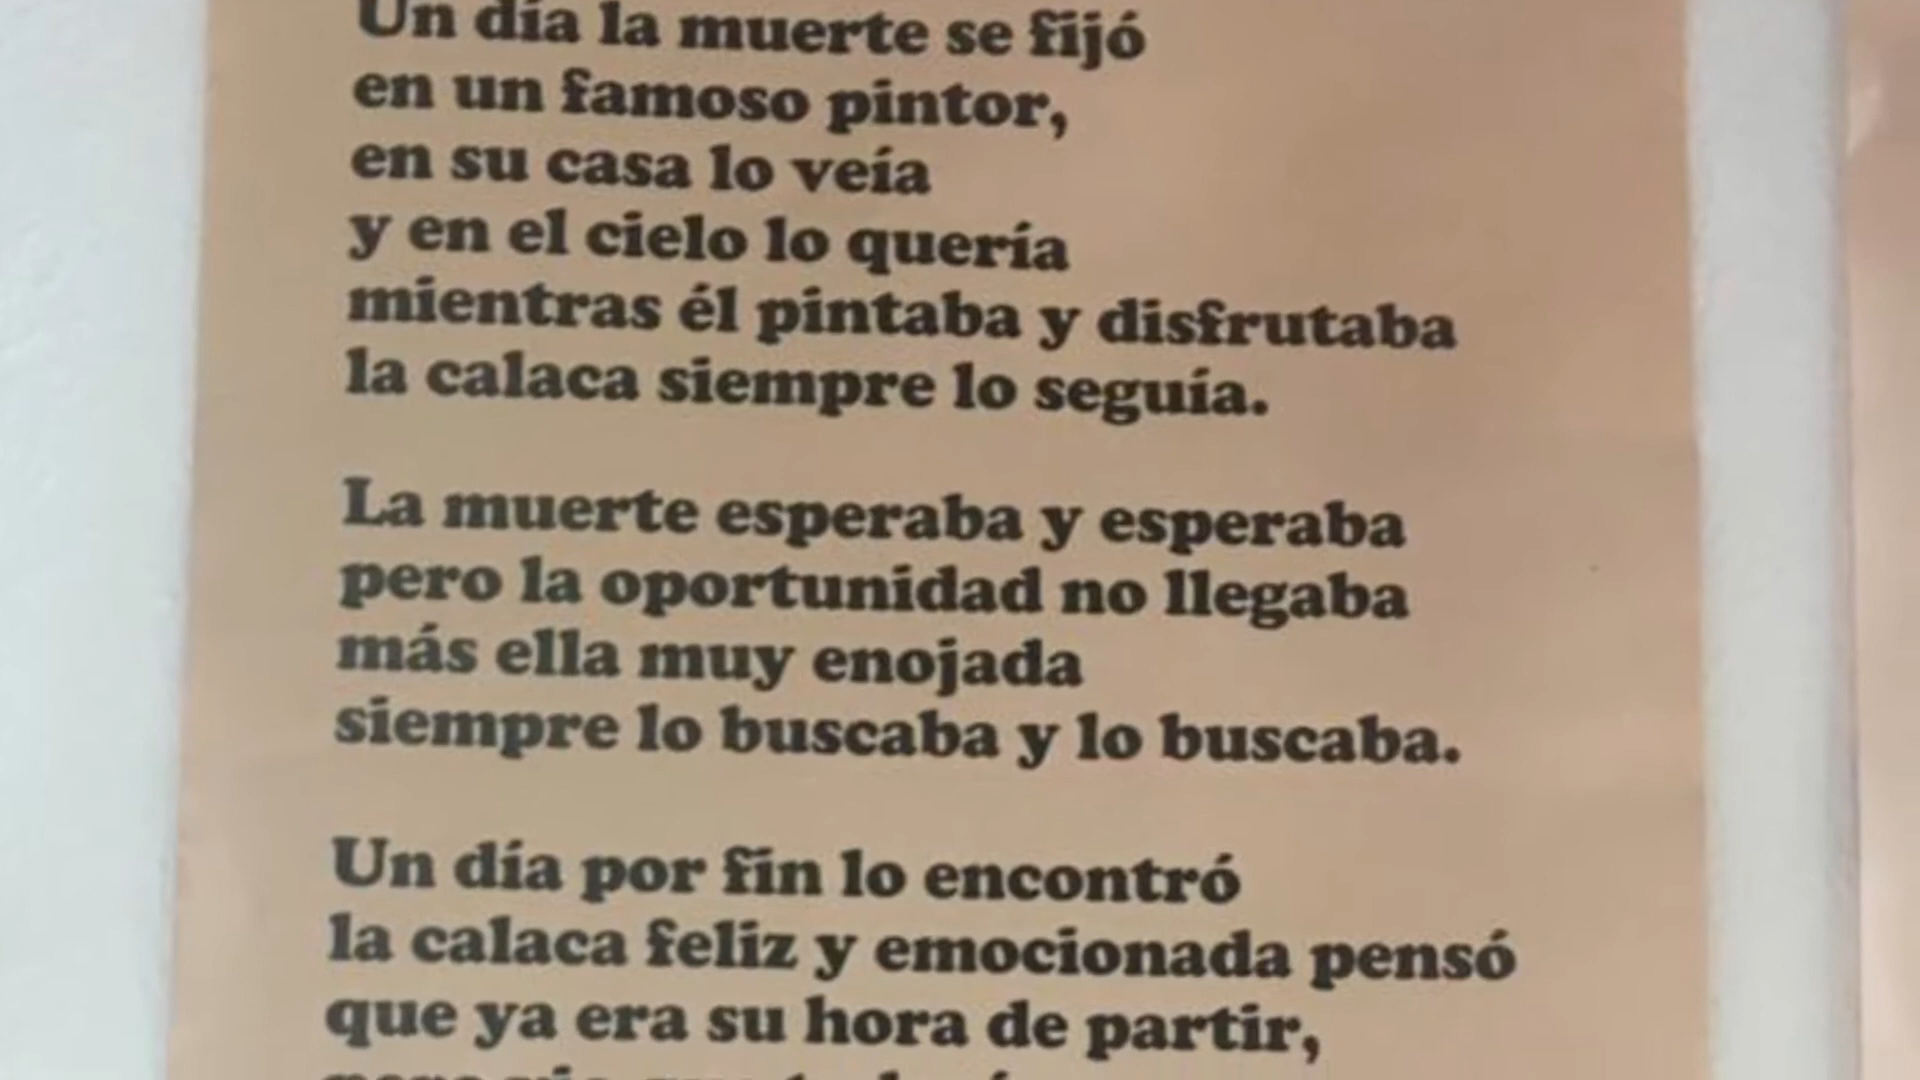 Un día la muerte se fijó
en un famoso pintor,
en su casa lo veía
y en el cielo lo quería
mientras él pintaba y disfrutaba
la calaca siempre lo seguía.
La muerte esperaba y esperaba
pero la oportunidad no llegaba
más ella muy enojada
siempre lo buscaba y lo buscaba.
Un día por fin lo encontró
la calaca feliz y emocionada pensó
que ya era su hora de partir,